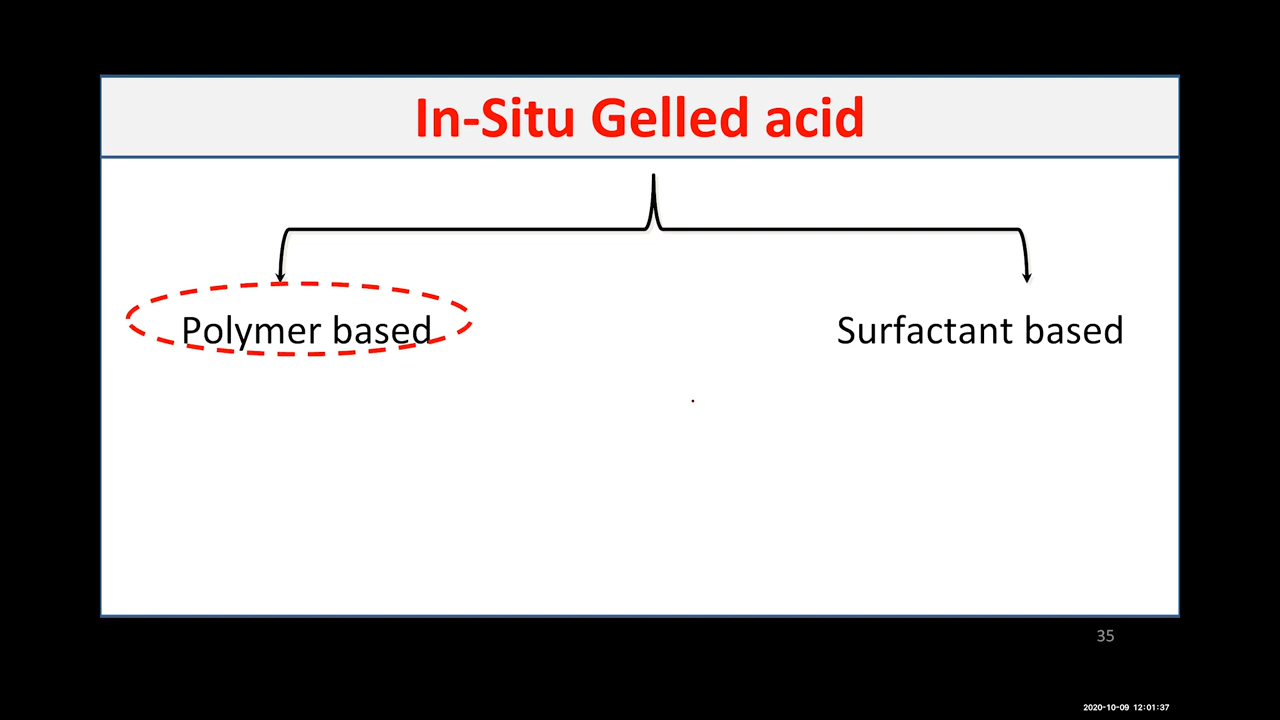 In-Situ Gelled acid
Polymer based
Surfactant based
35
2020-10-09 12:01:37